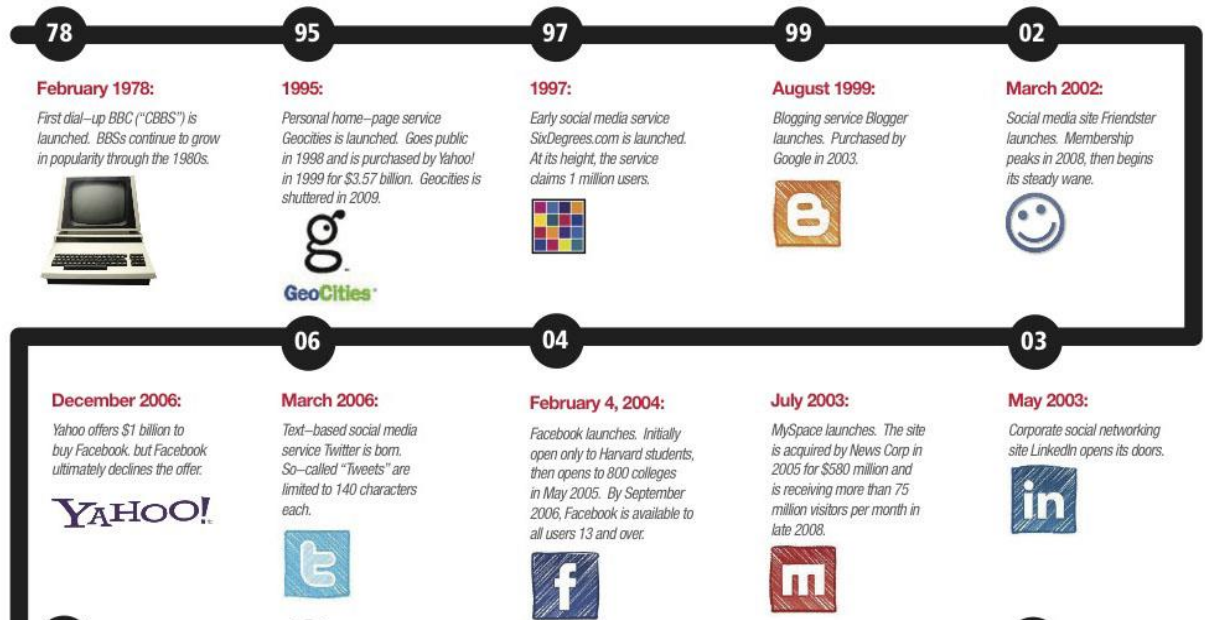 78
95
97
99
02
February 1978:
First dial–up BBC ("CBBS") is
launched. BBSs continue to grow
in popularity through the 1980s.
1995:
Personal home–page service
Geocities is launched. Goes public
in 1998 and is purchased by Yahoo!
in 1999 for $3.57 billion. Geocities is
shuttered in 2009.
g
GeoCities
1997:
Early social media service
SixDegrees.com is launched.
At its height, the service
claims 1 million users.
August 1999:
Blogging service Blogger
launches. Purchased by
Google in 2003.
B
March 2002:
Social media site Friendster
launches. Membership
peaks in 2008, then begins
its steady wane.
03
May 2003:
Corporate social networking
site LinkedIn opens its doors.
in
July 2003:
MySpace launches. The site
is acquired by News Corp in
2005 for $580 million and
is receiving more than 75
million visitors per month in
late 2008.
m
04
February 4, 2004:
Facebook launches. Initially
open only to Harvard students,
then opens to 800 colleges
in May 2005. By September
2006, Facebook is available to
all users 13 and over.
f
06
March 2006:
Text–based social media
service Twitter is born.
So–called "Tweets" are
limited to 140 characters
each.
t
December 2006:
Yahoo offers $1 billion to
buy Facebook. but Facebook
ultimately declines the offer.
YAHOO!